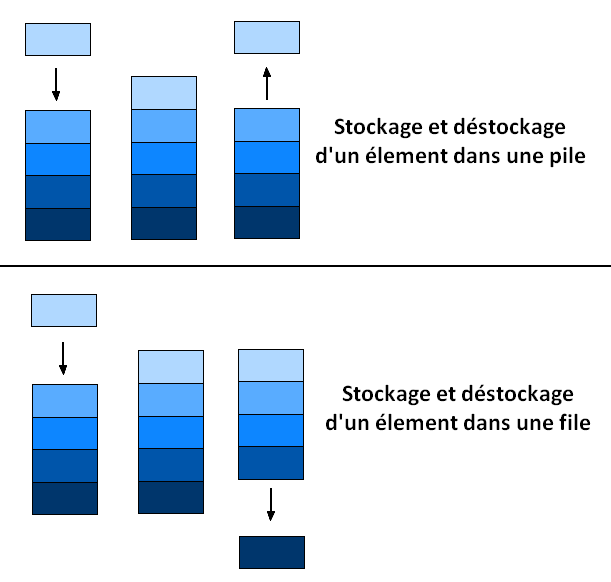 Stockage et déstockage
d'un élement dans une pile
Stockage et déstockage
d'un élement dans une file